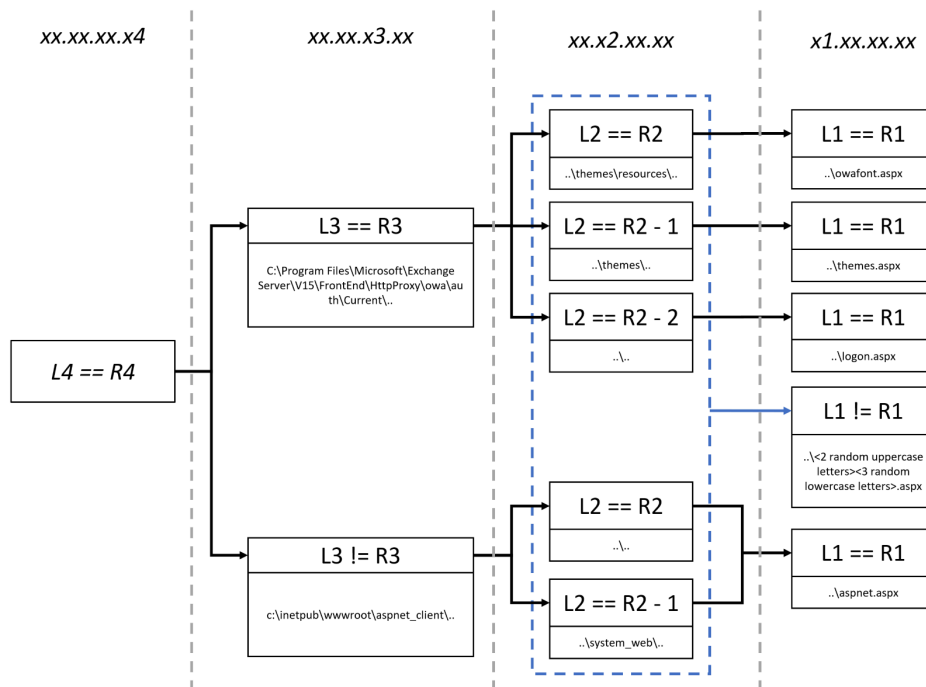 xx.xx.xx.x4
xx.xx.x3.xx
xx.x2.xx.xx
x1.xx.xx.xx
L4 == R4
L3 == R3
C:\Program Files\Microsoft\Exchange
Server\V15\FrontEnd\HttpProxy\owa\au
th\Current\..
L3 != R3
c:\inetpub\wwwroot\aspnet_client\..
L2 == R2
..\themes\resources\..
L2 == R2 - 1
..\themes\..
L2 == R2 - 2
..\..
L2 == R2
..\..
L2 == R2 - 1
..\system_web\..
L1 == R1
..\owafont.aspx
L1 == R1
..\themes.aspx
L1 == R1
..\logon.aspx
L1 != R1
..\<2 random uppercase
letters><3 random
lowercase letters>.aspx
L1 == R1
..\aspnet.aspx